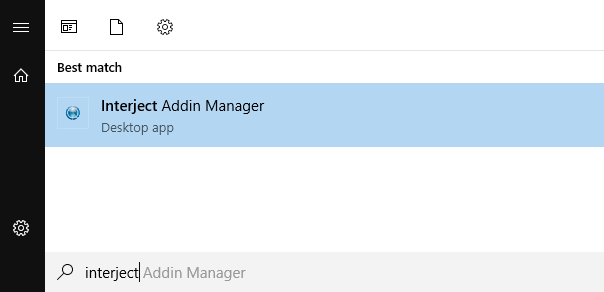 Best match
Interject Addin Manager
Desktop app
interject Addin Manager